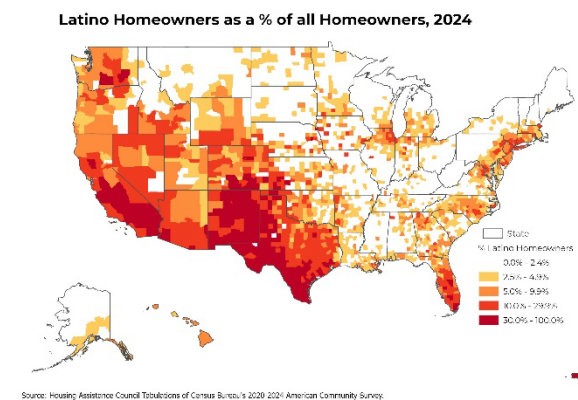 Latino Homeowners as a % of all Homeowners, 2024
State
% Latino Homeowners
0.0% - 2.4%
2.5% - 4.9%
5.0% - 9.9%
10.0% - 29.9%
30.0% - 100.0%
Source: Housing Assistance Council Tabulations of Census Bureau's 2020-2024 American Community Survey.